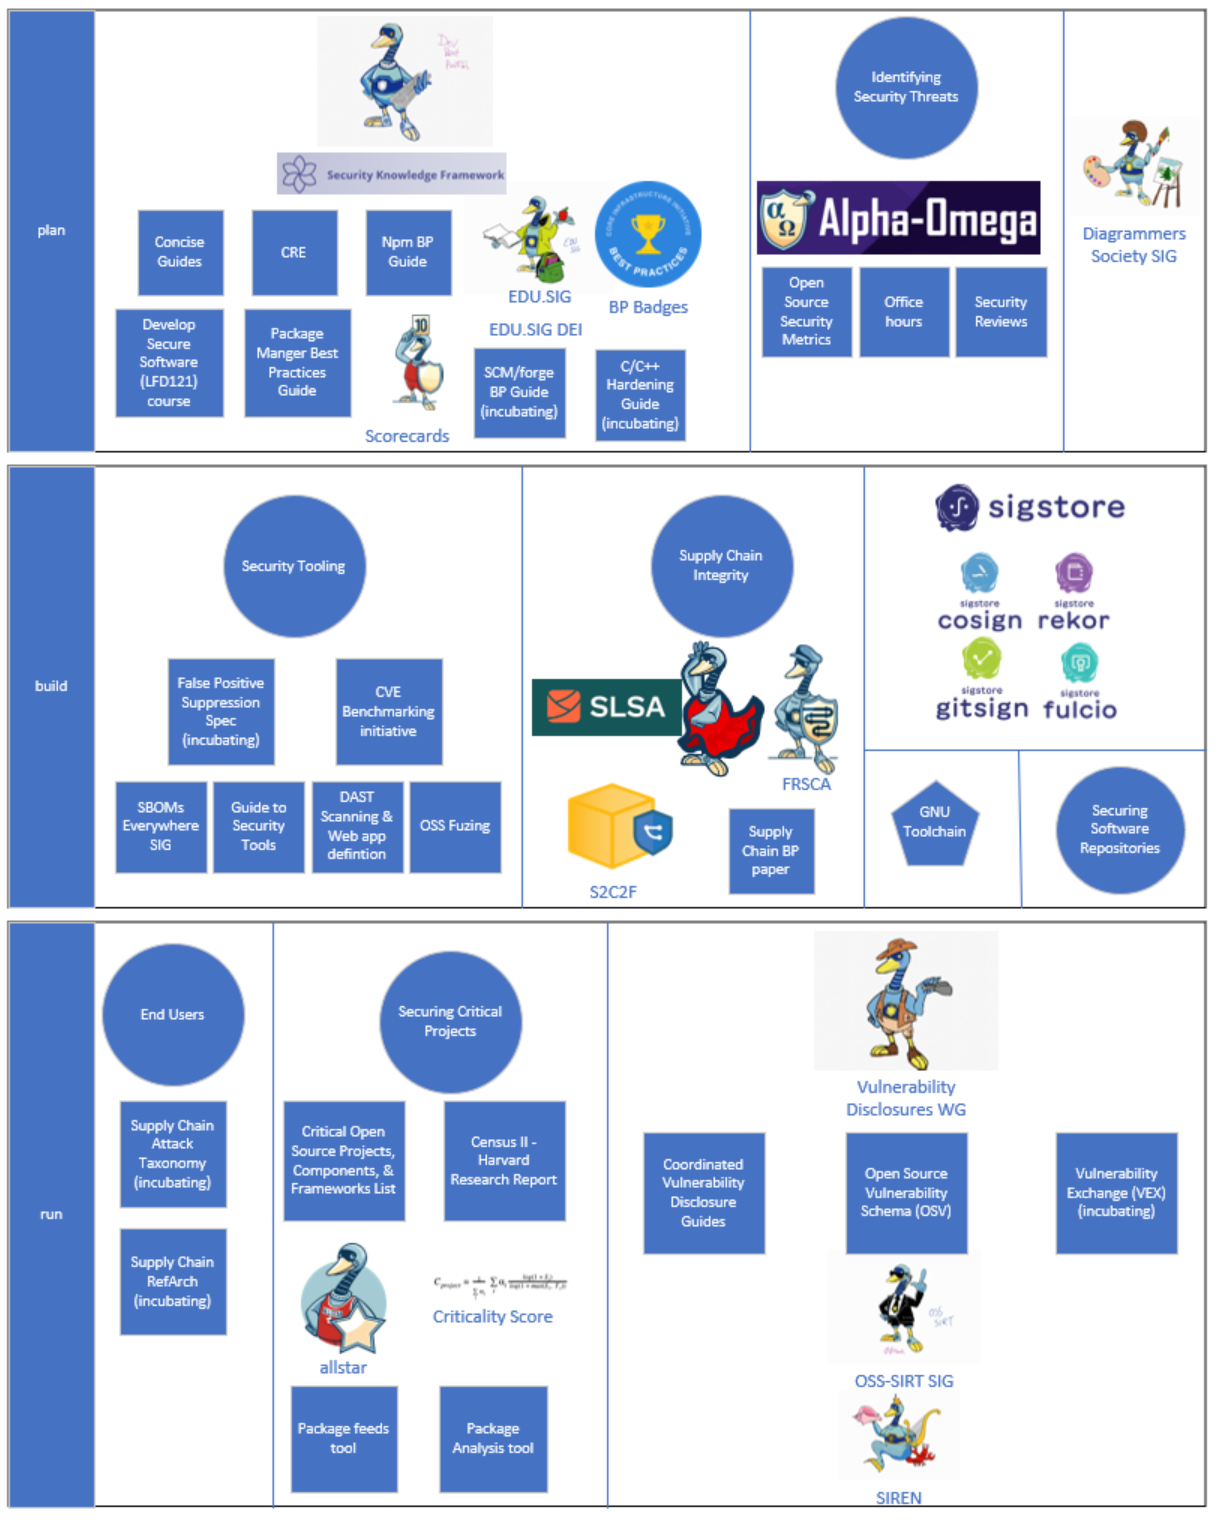 plan
Dev
Best
Security Knowledge Framework
Concise
Guides
CRE
Npm BP
Guide
EDU
SIG
EDU.SIG
EDU.SIG DEI
CORE INFRASTRUCTURE INITIATIVE
BEST PRACTICES
BP Badges
Develop
Secure
Software
(LFD121)
course
Package
Manger Best
Practices
Guide
10
Scorecards
SCM/forge
BP Guide
(incubating)
C/C++
Hardening
Guide
(incubating)
Identifying
Security Threats
α
Ω
Alpha-Omega
Open
Source
Security
Metrics
Office
hours
Security
Reviews
Diagrammers
Society SIG
build
Security Tooling
False Positive
Suppression
Spec
(incubating)
CVE
Benchmarking
initiative
SBOMs
Everywhere
SIG
Guide to
Security
Tools
DAST
Scanning &
Web app
defintion
OSS Fuzing
Supply Chain
Integrity
SLSA
FRSCA
S2C2F
Supply
Chain BP
paper
sigstore
sigstore
cosign
sigstore
rekor
sigstore
gitsign
sigstore
fulcio
GNU
Toolchain
Securing
Software
Repositories
run
End Users
Supply Chain
Attack
Taxonomy
(incubating)
Supply Chain
RefArch
(incubating)
Securing Critical
Projects
Critical Open
Source Projects,
Components, &
Frameworks List
Census II -
Harvard
Research Report
allstar
Criticality Score
Package feeds
tool
Package
Analysis tool
Vulnerability
Disclosures WG
Coordinated
Vulnerability
Disclosure
Guides
Open Source
Vulnerability
Schema (OSV)
Vulnerability
Exchange (VEX)
(incubating)
OSS
SIRT
OSS-SIRT SIG
SIREN